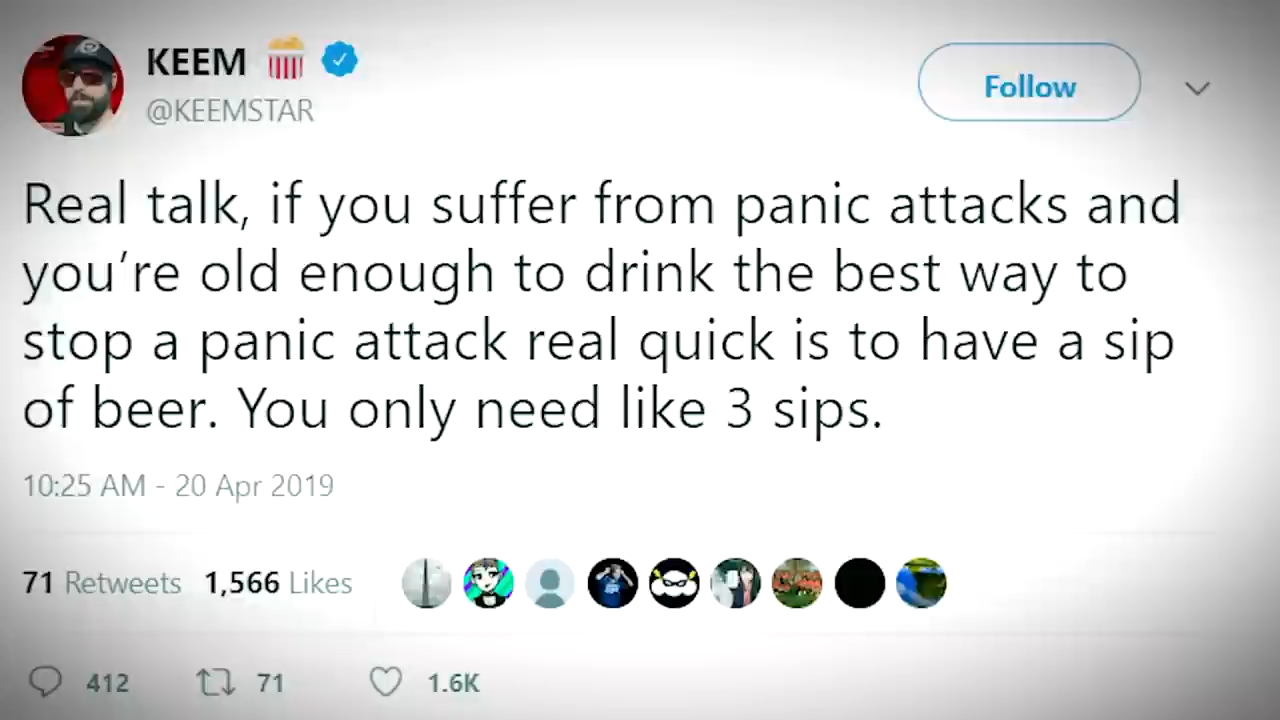 KEEM 🍿
@KEEMSTAR
Follow
Real talk, if you suffer from panic attacks and
you're old enough to drink the best way to
stop a panic attack real quick is to have a sip
of beer. You only need like 3 sips.
10:25 AM - 20 Apr 2019
71 Retweets 1,566 Likes
412 71 1.6K